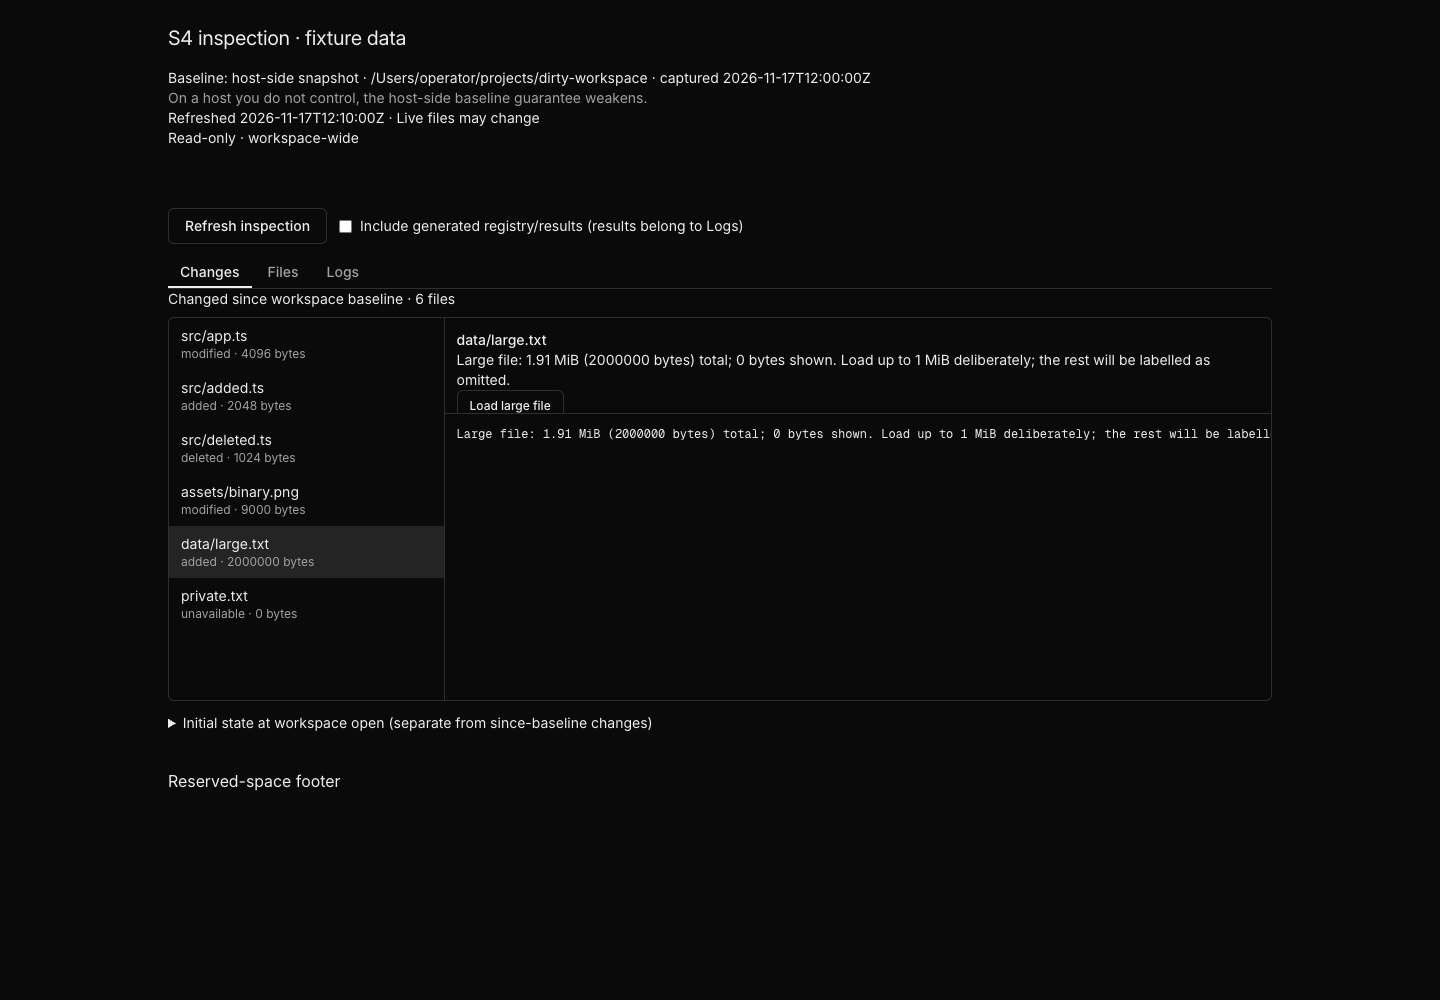 S4 inspection · fixture data
Baseline: host-side snapshot · /Users/operator/projects/dirty-workspace · captured 2026-11-17T12:00:00Z
On a host you do not control, the host-side baseline guarantee weakens.
Refreshed 2026-11-17T12:10:00Z · Live files may change
Read-only · workspace-wide
Refresh inspection
Include generated registry/results (results belong to Logs)
Changes
Files
Logs
Changed since workspace baseline · 6 files
src/app.ts
modified · 4096 bytes
src/added.ts
added · 2048 bytes
src/deleted.ts
deleted · 1024 bytes
assets/binary.png
modified · 9000 bytes
data/large.txt
added · 2000000 bytes
private.txt
unavailable · 0 bytes
data/large.txt
Large file: 1.91 MiB (2000000 bytes) total; 0 bytes shown. Load up to 1 MiB deliberately; the rest will be labelled as
omitted.
Load large file
Large file: 1.91 MiB (2000000 bytes) total; 0 bytes shown. Load up to 1 MiB deliberately; the rest will be labell
Initial state at workspace open (separate from since-baseline changes)
Reserved-space footer